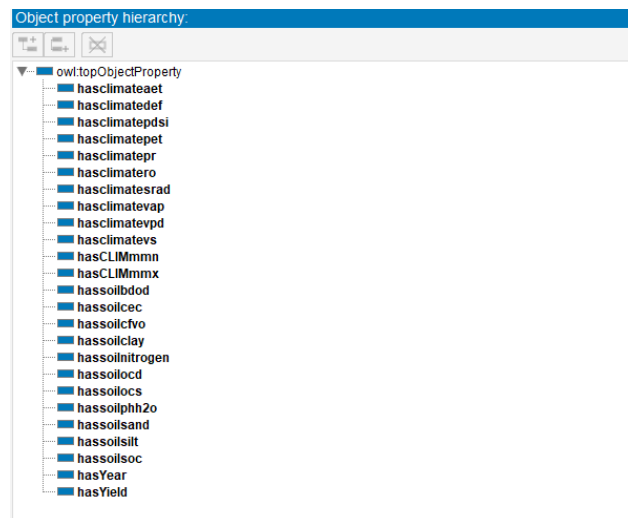 Object property hierarchy:
owl:topObjectProperty
hasclimateaet
hasclimatedef
hasclimatepdsi
hasclimatepet
hasclimatepr
hasclimatero
hasclimatesrad
hasclimatevap
hasclimatevpd
hasclimatevs
hasCLIMmmn
hasCLIMmmx
hassoilbdod
hassoilcec
hassoilcfvo
hassoilclay
hassoilnitrogen
hassoilocd
hassoilocs
hassoilphh2o
hassoilsand
hassoilsilt
hassoilsoc
hasYear
hasYield